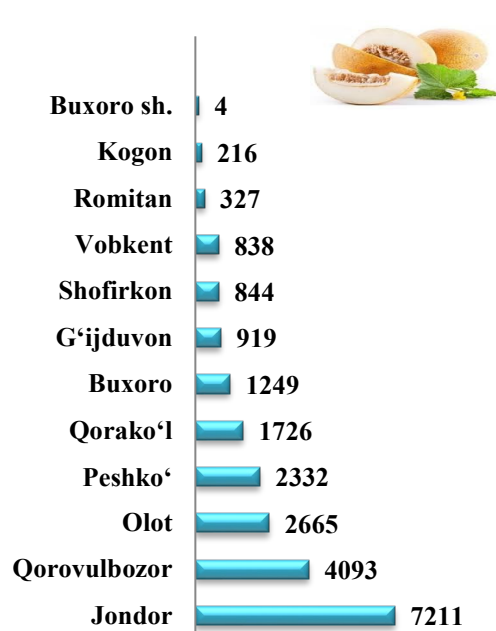 Buxoro sh. 4
Kogon 216
Romitan 327
Vobkent 838
Shofirkon 844
G‘ijduvon 919
Buxoro 1249
Qorako‘l 1726
Peshko‘ 2332
Olot 2665
Qorovulbozor 4093
Jondor 7211